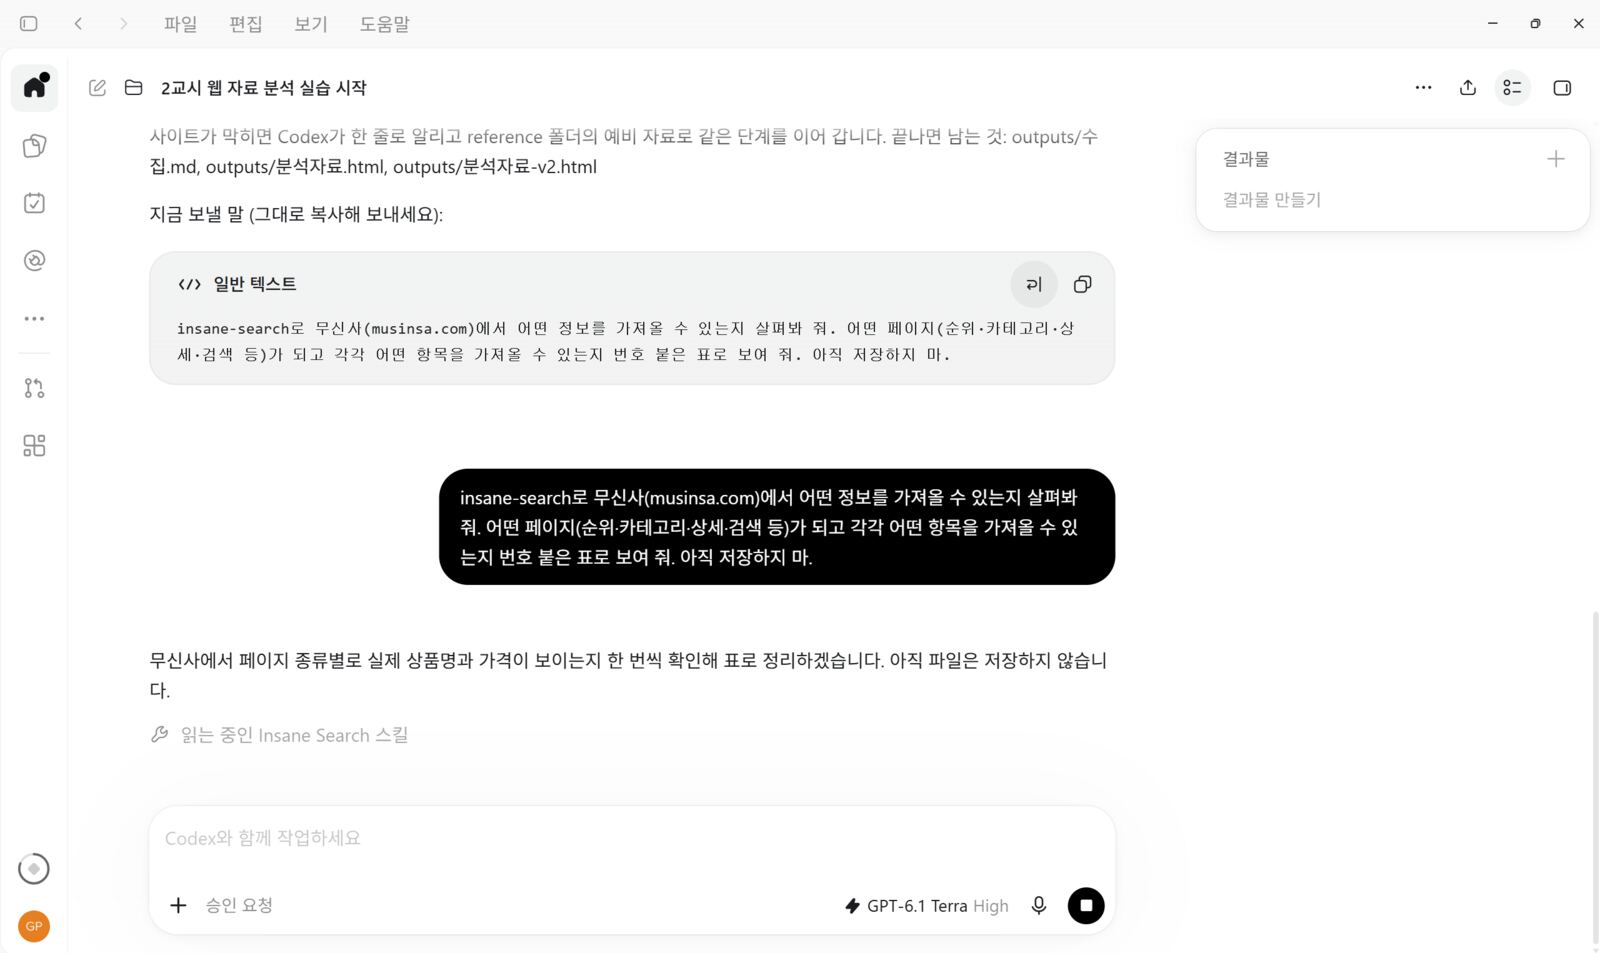 파일 편집 보기 도움말
2교시 웹 자료 분석 실습 시작
사이트가 막히면 Codex가 한 줄로 알리고 reference 폴더의 예비 자료로 같은 단계를 이어 갑니다. 끝나면 남는 것: outputs/수
집.md, outputs/분석자료.html, outputs/분석자료-v2.html
지금 보낼 말 (그대로 복사해 보내세요):
일반 텍스트
insane-search로 무신사(musinsa.com)에서 어떤 정보를 가져올 수 있는지 살펴봐 줘. 어떤 페이지(순위·카테고리·상
세·검색 등)가 되고 각각 어떤 항목을 가져올 수 있는지 번호 붙은 표로 보여 줘. 아직 저장하지 마.
insane-search로 무신사(musinsa.com)에서 어떤 정보를 가져올 수 있는지 살펴봐
줘. 어떤 페이지(순위·카테고리·상세·검색 등)가 되고 각각 어떤 항목을 가져올 수 있
는지 번호 붙은 표로 보여 줘. 아직 저장하지 마.
무신사에서 페이지 종류별로 실제 상품명과 가격이 보이는지 한 번씩 확인해 표로 정리하겠습니다. 아직 파일은 저장하지 않습니
다.
읽는 중인 Insane Search 스킬
Codex와 함께 작업하세요
승인 요청
GPT-6.1 Terra High
GP
결과물
결과물 만들기